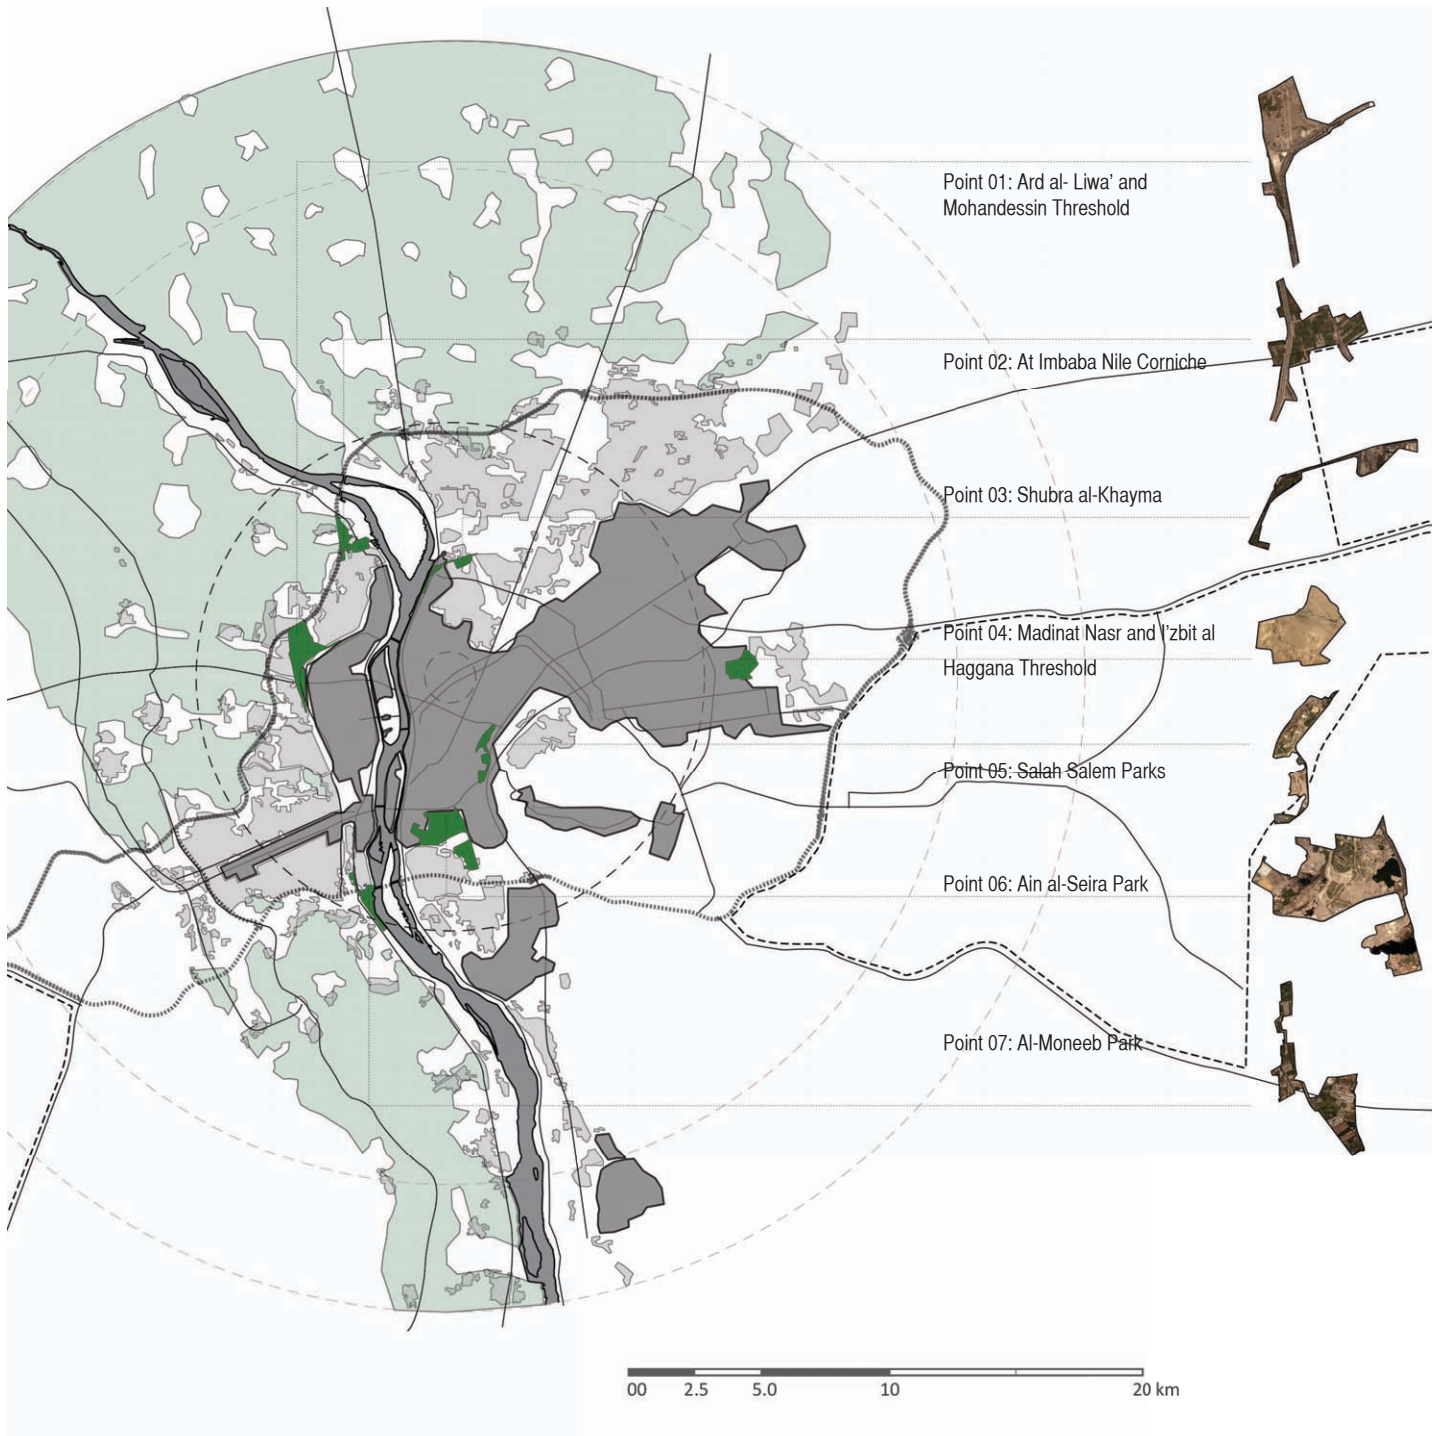 Point 01: Ard al- Liwa’ and
Mohandessin Threshold
Point 02: At Imbaba Nile Corniche
Point 03: Shubra al-Khayma
Point 04: Madinat Nasr and I’zbit al
Haggana Threshold
Point 05: Salah Salem Parks
Point 06: Ain al-Seira Park
Point 07: Al-Moneeb Park
00 2.5 5.0 10 20 km